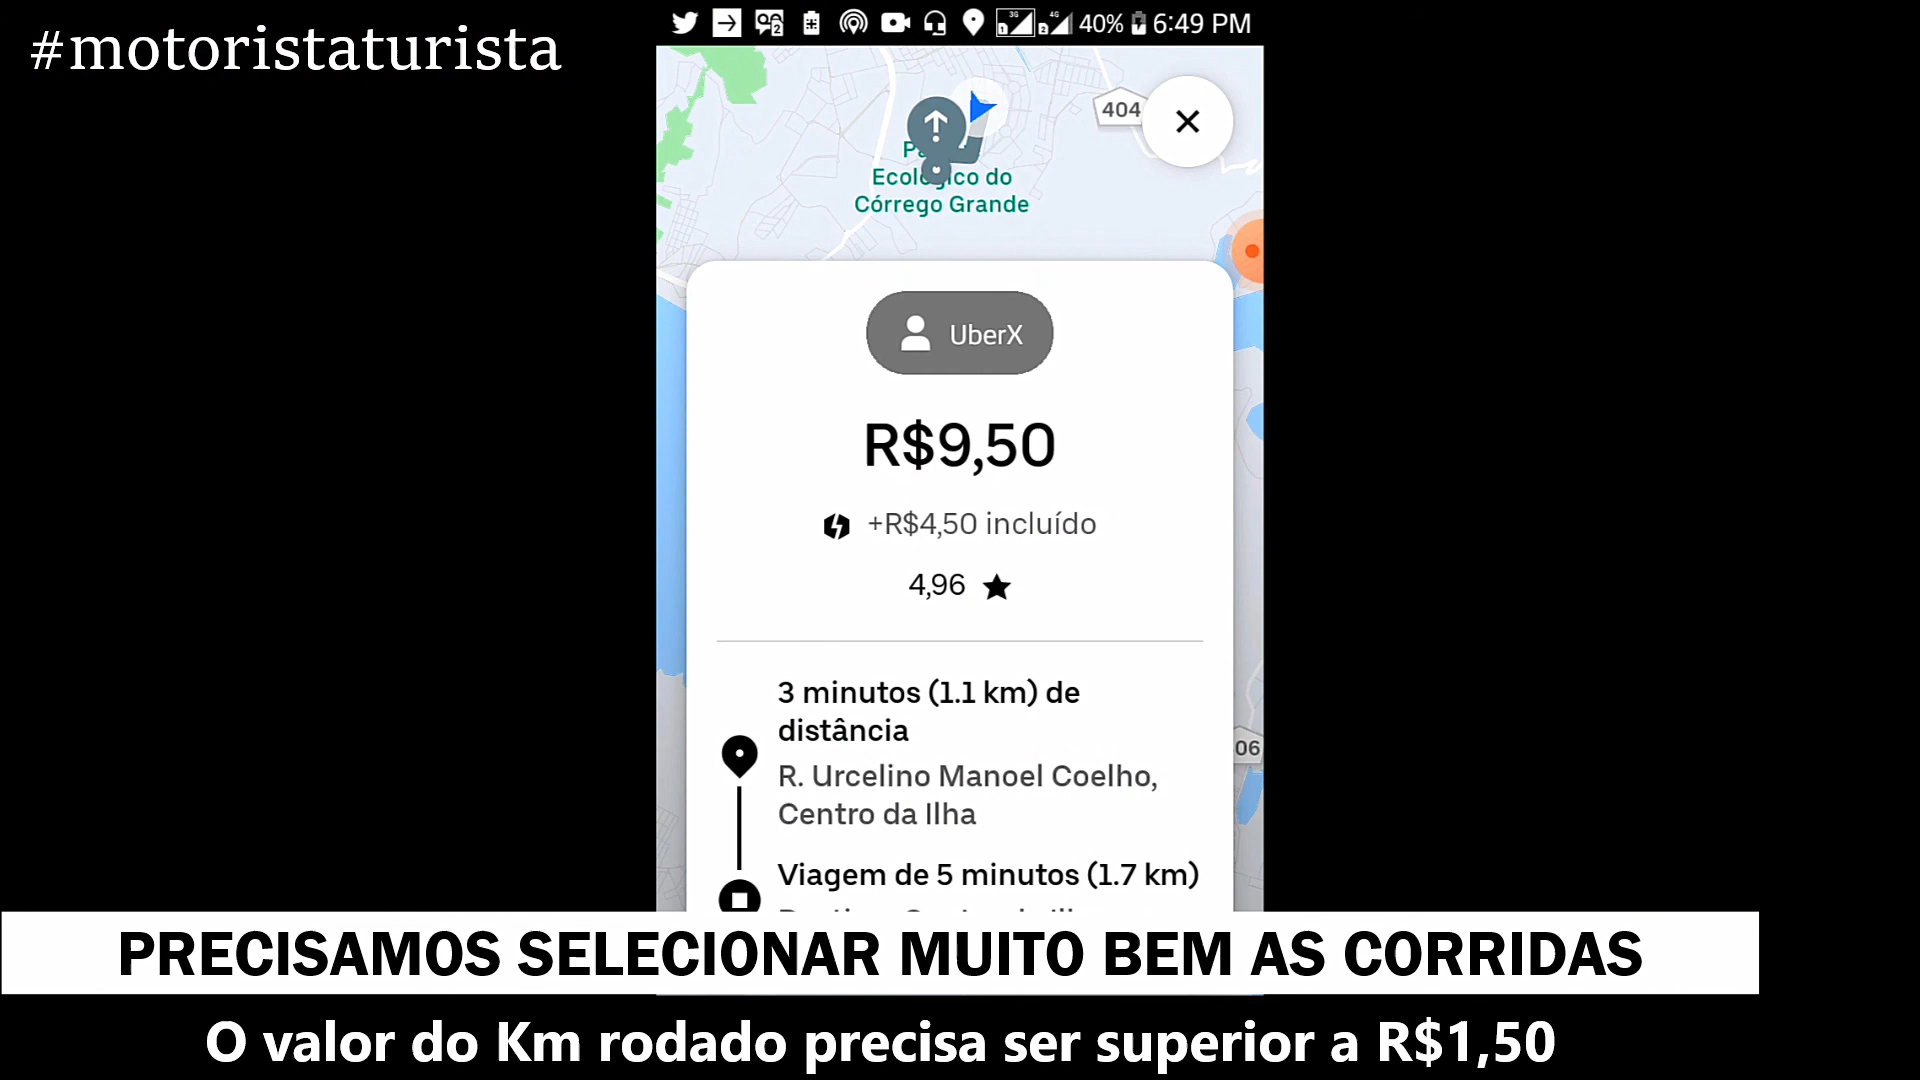 #motoristaturista
40% 6:49 PM
404
Ecológico do
Córrego Grande
UberX
R$9,50
+R$4,50 incluído
4,96
3 minutos (1.1 km) de
distância
R. Urcelino Manoel Coelho,
Centro da Ilha
06
Viagem de 5 minutos (1.7 km)
PRECISAMOS SELECIONAR MUITO BEM AS CORRIDAS
O valor do Km rodado precisa ser superior a R$1,50